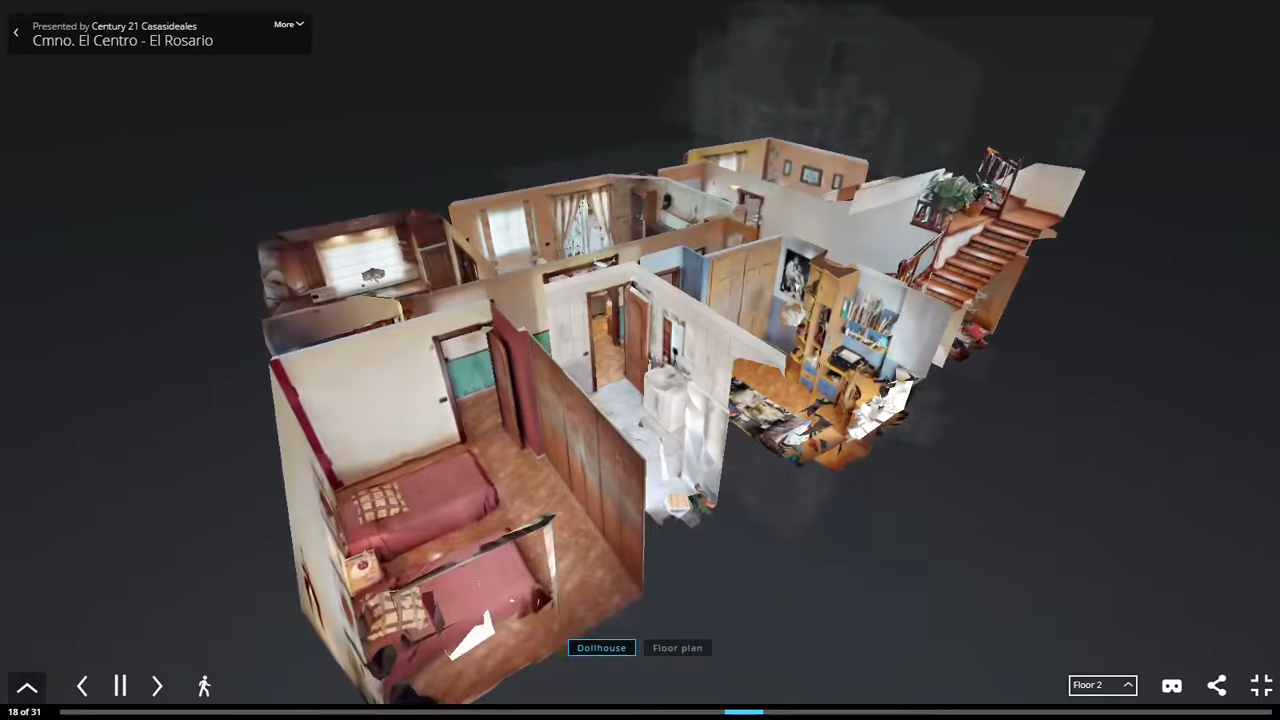 Presented by Century 21 Casasideales
More
Cmno. El Centro - El Rosario
Dollhouse
Floor plan
Floor 2
18 of 31